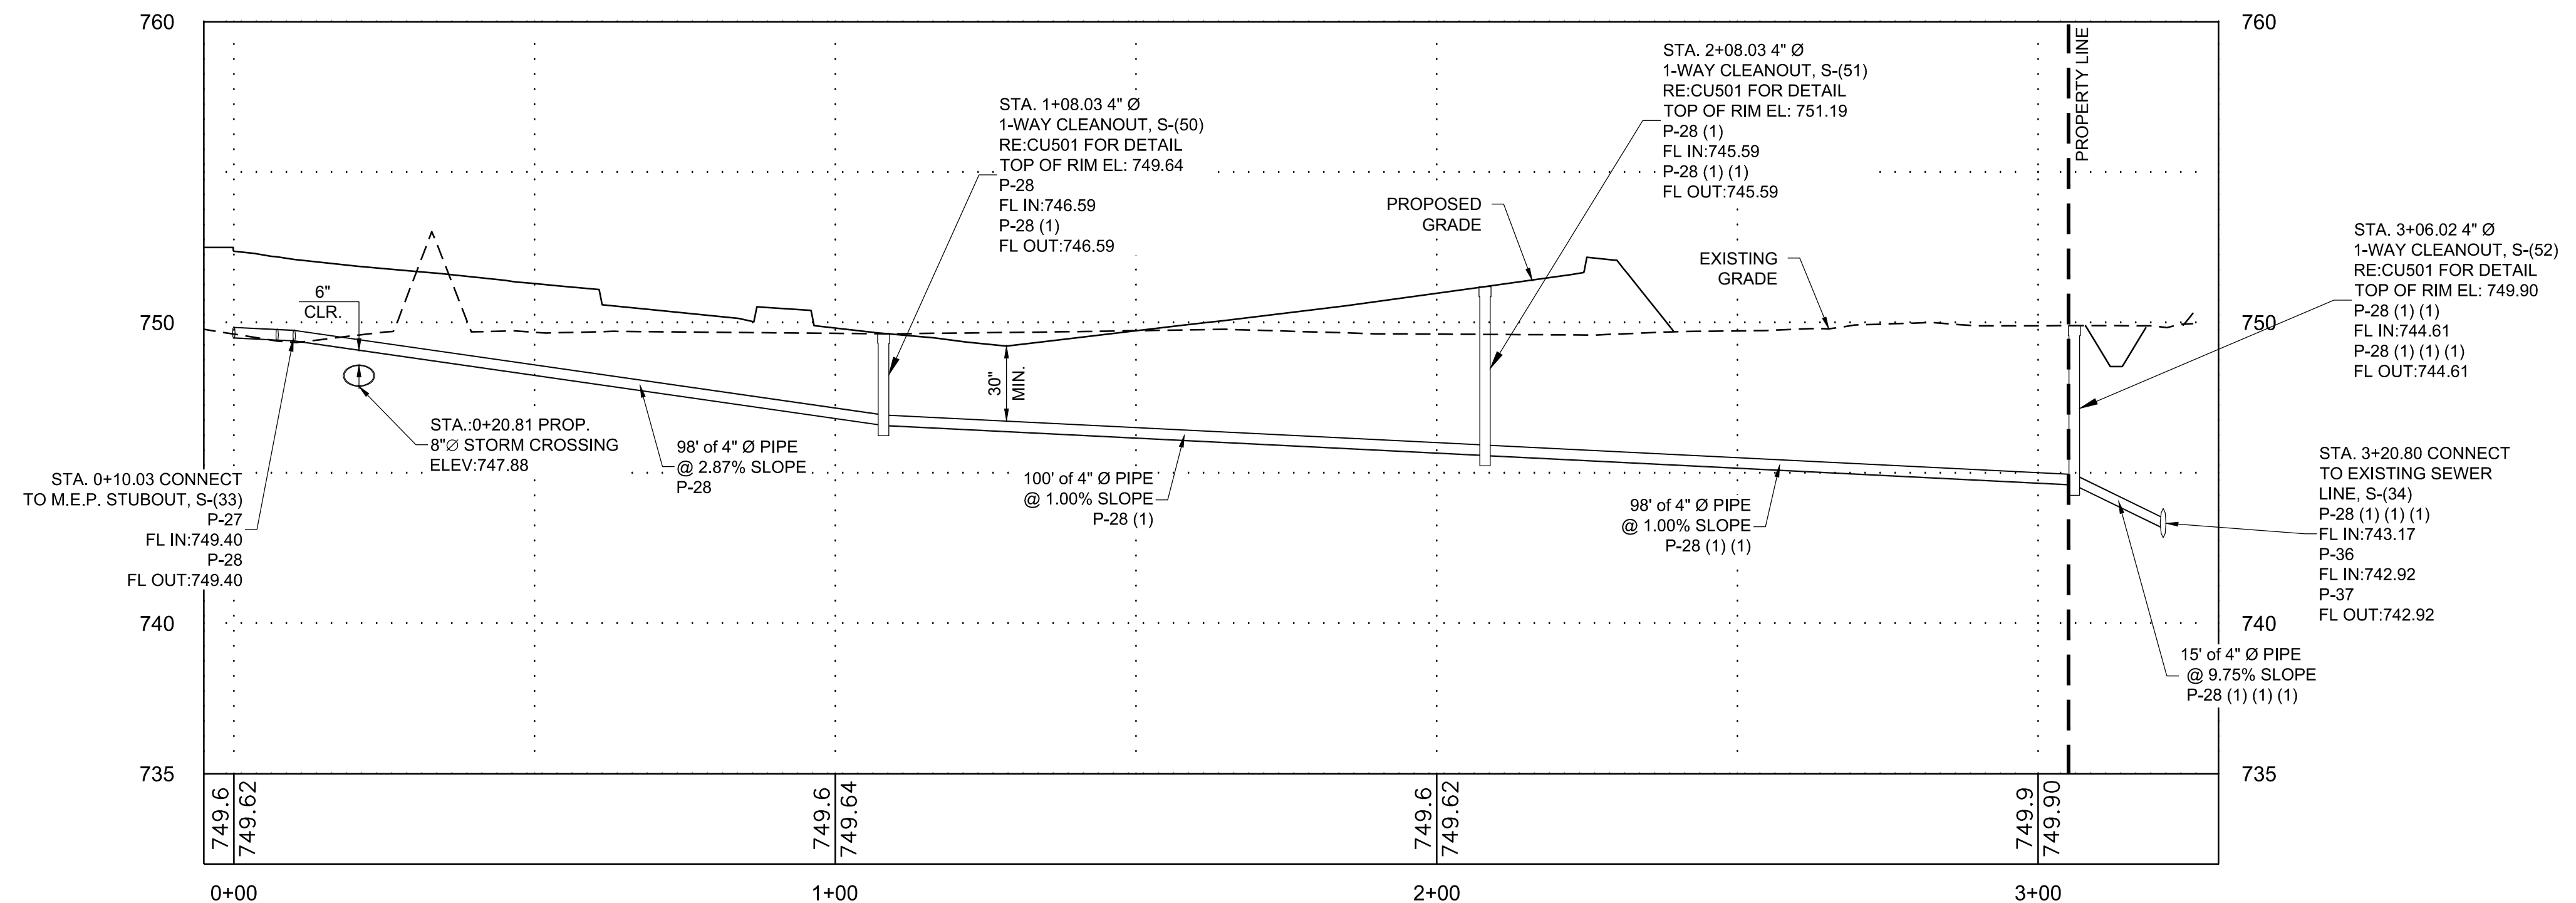 760
760
PROPERTY LINE
STA. 2+08.03 4" Ø
1-WAY CLEANOUT, S-(51)
RE:CU501 FOR DETAIL
TOP OF RIM EL: 751.19
P-28 (1)
FL IN:745.59
P-28 (1) (1)
FL OUT:745.59
STA. 1+08.03 4" Ø
1-WAY CLEANOUT, S-(50)
RE:CU501 FOR DETAIL
TOP OF RIM EL: 749.64
P-28
FL IN:746.59
P-28 (1)
FL OUT:746.59
PROPOSED
GRADE
EXISTING
GRADE
STA. 3+06.02 4" Ø
1-WAY CLEANOUT, S-(52)
RE:CU501 FOR DETAIL
TOP OF RIM EL: 749.90
P-28 (1) (1)
FL IN:744.61
P-28 (1) (1) (1)
FL OUT:744.61
6"
CLR.
750
750
30"
MIN.
STA.:0+20.81 PROP.
8"Ø STORM CROSSING
ELEV:747.88
98' of 4" Ø PIPE
@ 2.87% SLOPE
P-28
STA. 0+10.03 CONNECT
TO M.E.P. STUBOUT, S-(33)
P-27
FL IN:749.40
P-28
FL OUT:749.40
100' of 4" Ø PIPE
@ 1.00% SLOPE
P-28 (1)
98' of 4" Ø PIPE
@ 1.00% SLOPE
P-28 (1) (1)
STA. 3+20.80 CONNECT
TO EXISTING SEWER
LINE, S-(34)
P-28 (1) (1) (1)
FL IN:743.17
P-36
FL IN:742.92
P-37
FL OUT:742.92
740
740
15' of 4" Ø PIPE
@ 9.75% SLOPE
P-28 (1) (1) (1)
735
735
749.6
749.62
749.6
749.64
749.6
749.62
749.9
749.90
0+00
1+00
2+00
3+00